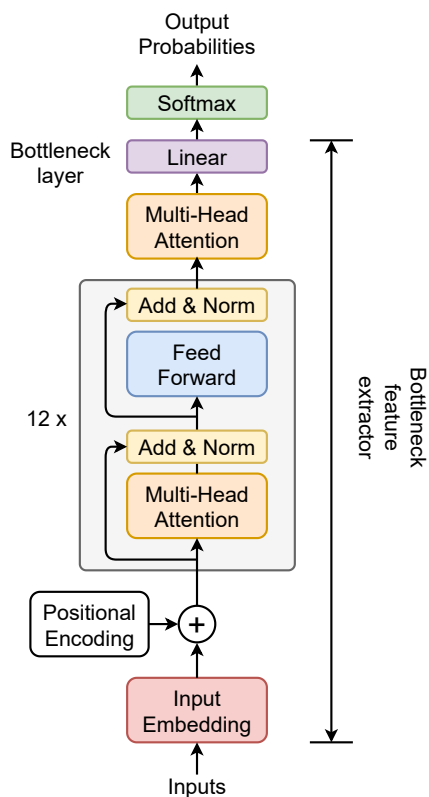 Output
Probabilities
Softmax
Bottleneck
layer
Linear
Multi-Head
Attention
Add & Norm
Feed
Forward
12 x
Add & Norm
Multi-Head
Attention
Positional
Encoding
+
Input
Embedding
Inputs
Bottleneck
feature
extractor